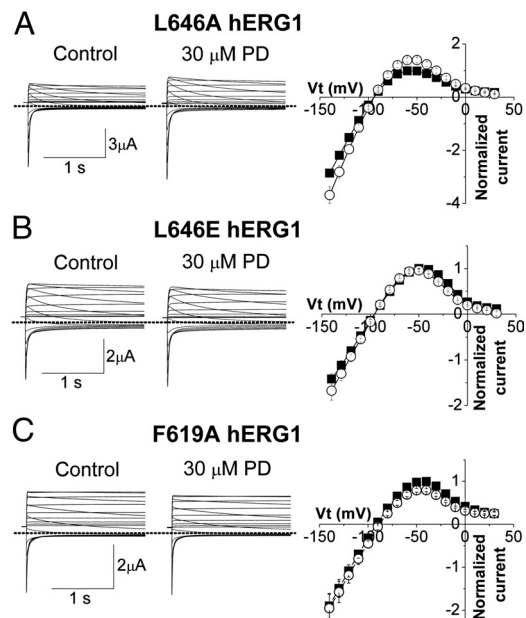 A
L646A hERG1
Control
30 μM PD
3μA
1 s
Vt (mV)
2
-150 -100 -50 0 50
-2
-4
Normalized current
B
L646E hERG1
Control
30 μM PD
2μA
1 s
Vt (mV)
1
-150 -100 -50 0 50
-1
-2
Normalized current
C
F619A hERG1
Control
30 μM PD
2μA
1 s
Vt (mV)
1
0
-150 -100 -50 0 50
-1
-2
Normalized current